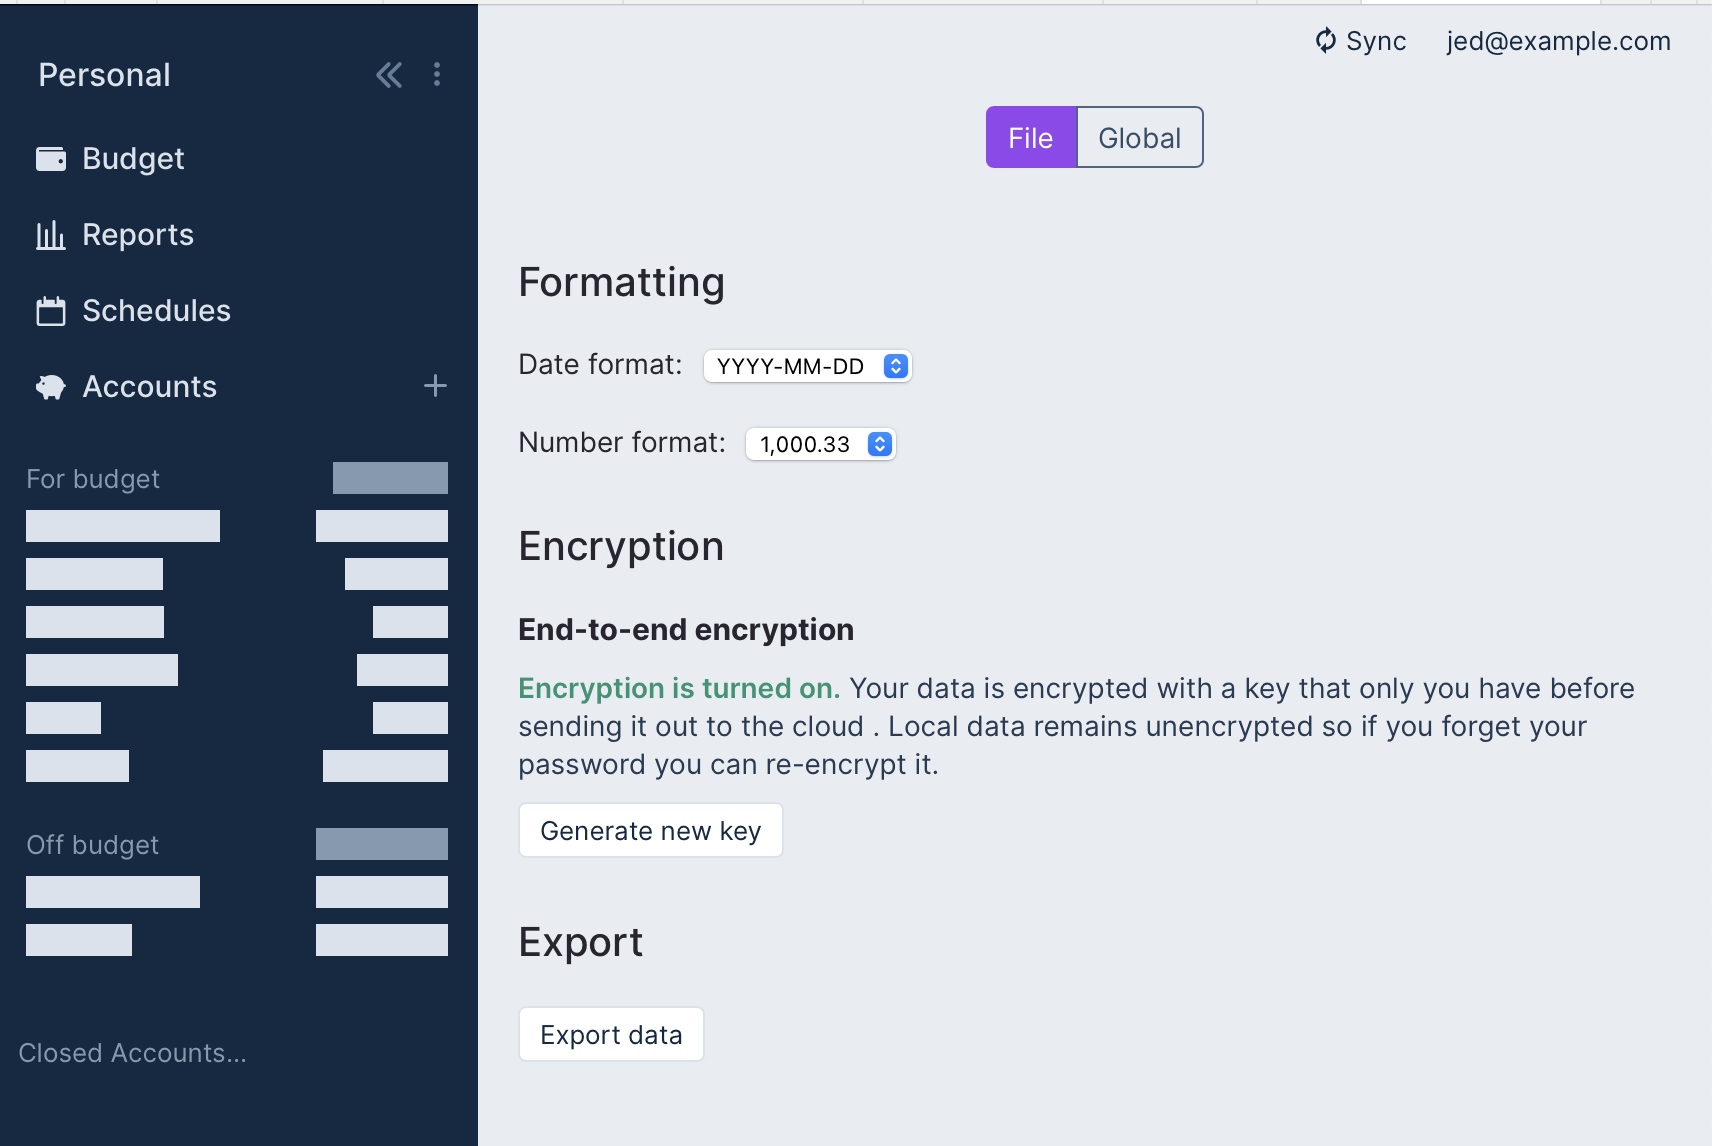 Personal
Budget
Reports
Schedules
Accounts
For budget
Off budget
Closed Accounts...
Sync jed@example.com
File Global
Formatting
Date format: YYYY-MM-DD
Number format: 1,000.33
Encryption
End-to-end encryption
Encryption is turned on. Your data is encrypted with a key that only you have before
sending it out to the cloud . Local data remains unencrypted so if you forget your
password you can re-encrypt it.
Generate new key
Export
Export data